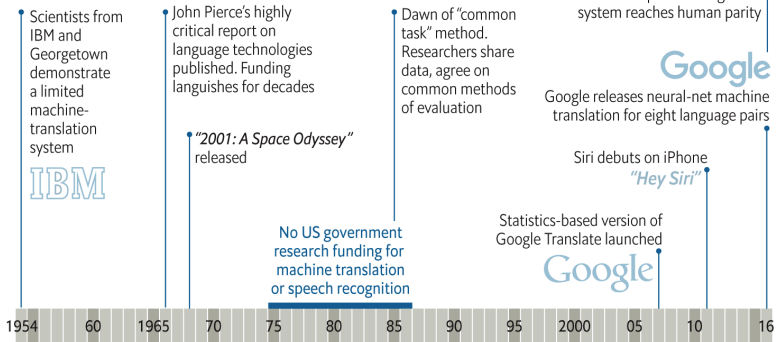 Scientists from
IBM and
Georgetown
demonstrate
a limited
machine-
translation
system
IBM
John Pierce’s highly
critical report on
language technologies
published. Funding
languishes for decades
“2001: A Space Odyssey”
released
No US government
research funding for
machine translation
or speech recognition
Dawn of “common
task” method.
Researchers share
data, agree on
common methods
of evaluation
system reaches human parity
Google
Google releases neural-net machine
translation for eight language pairs
Siri debuts on iPhone
“Hey Siri”
Statistics-based version of
Google Translate launched
Google
1954 60 1965 70 75 80 85 90 95 2000 05 10 16